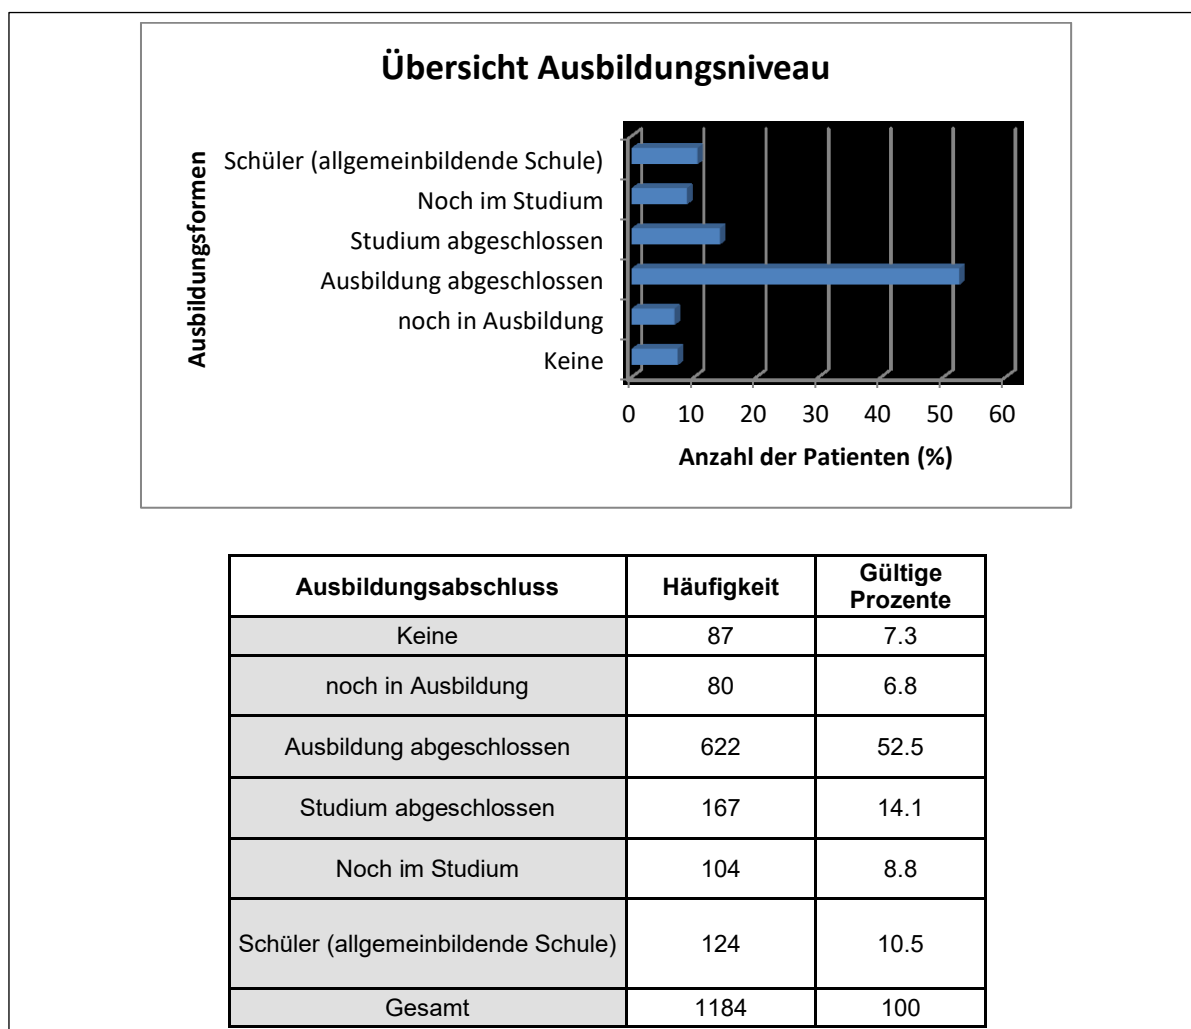 Übersicht Ausbildungsniveau
Ausbildungsformen
Schüler (allgemeinbildende Schule)
Noch im Studium
Studium abgeschlossen
Ausbildung abgeschlossen
noch in Ausbildung
Keine
0 10 20 30 40 50 60
Anzahl der Patienten (%)
Ausbildungsabschluss Häufigkeit Gültige Prozente
Keine 87 7.3
noch in Ausbildung 80 6.8
Ausbildung abgeschlossen 622 52.5
Studium abgeschlossen 167 14.1
Noch im Studium 104 8.8
Schüler (allgemeinbildende Schule) 124 10.5
Gesamt 1184 100